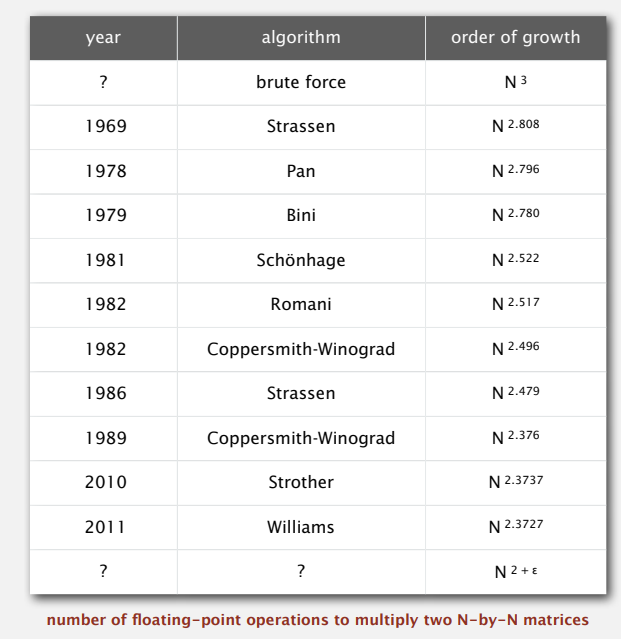 year algorithm order of growth
? brute force N 3
1969 Strassen N 2.808
1978 Pan N 2.796
1979 Bini N 2.780
1981 Schönhage N 2.522
1982 Romani N 2.517
1982 Coppersmith-Winograd N 2.496
1986 Strassen N 2.479
1989 Coppersmith-Winograd N 2.376
2010 Strother N 2.3737
2011 Williams N 2.3727
? ? N 2 + ε
number of floating-point operations to multiply two N-by-N matrices